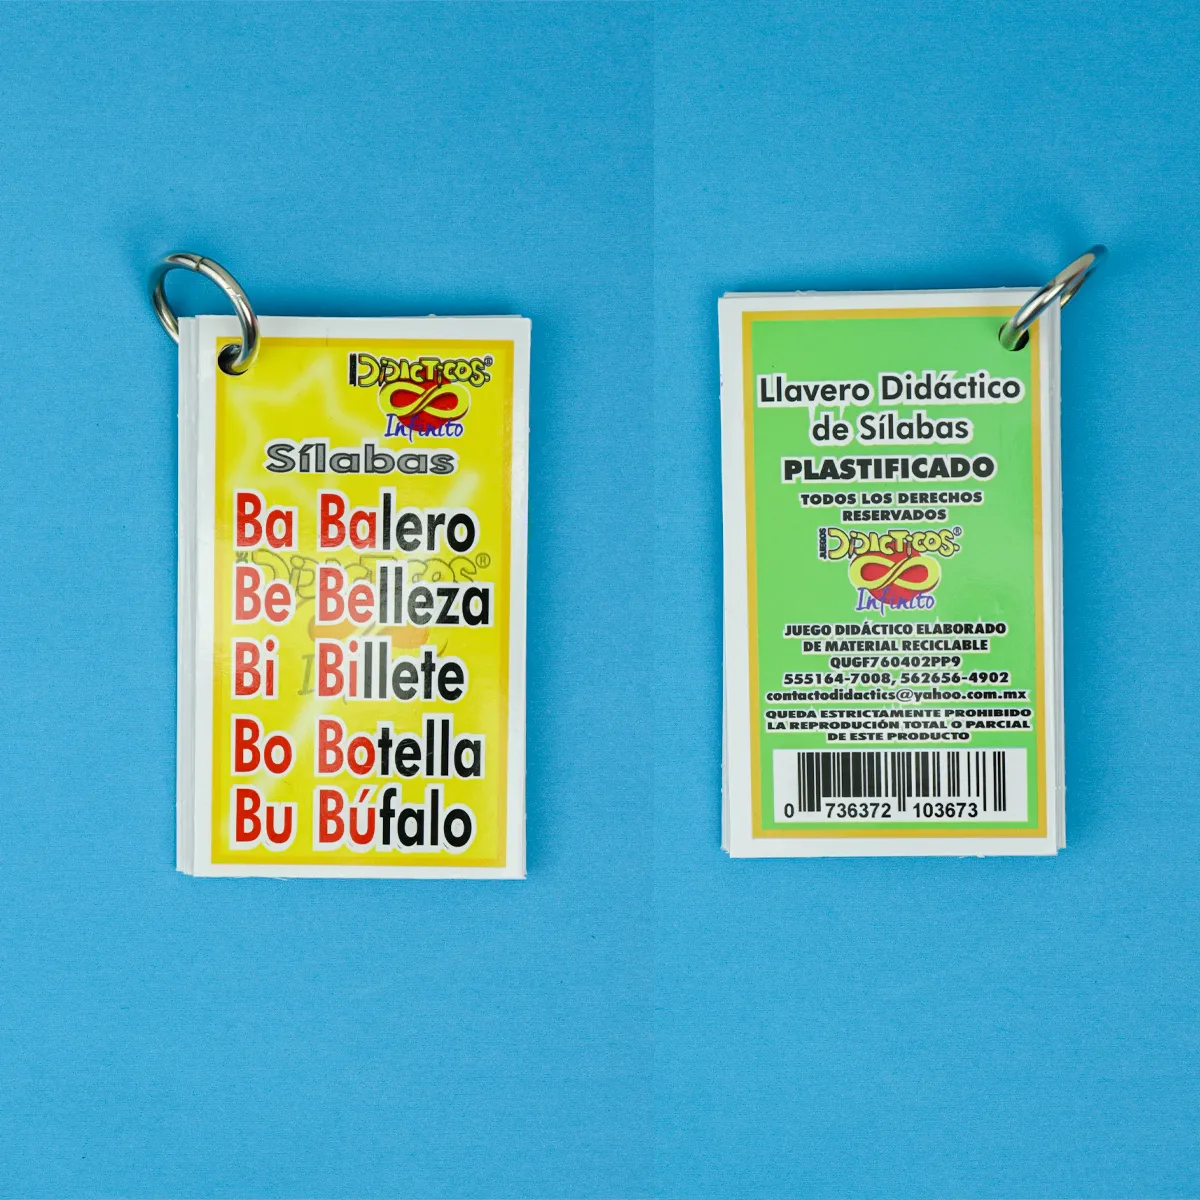 JUEGOS DIDACTICOS®
Infinito
Sílabas
Ba Balero
Be Belleza
Bi Billete
Bo Botella
Bu Búfalo
DIDACTICOS®
Llavero Didáctico
de Sílabas
PLASTIFICADO
TODOS LOS DERECHOS
RESERVADOS
JUEGOS DIDACTICOS®
Infinito
JUEGO DIDÁCTICO ELABORADO
DE MATERIAL RECICLABLE
QUGF760402PP9
555164-7008, 562656-4902
contactodidactics@yahoo.com.mx
QUEDA ESTRICTAMENTE PROHIBIDO
LA REPRODUCIÓN TOTAL O PARCIAL
DE ESTE PRODUCTO
0 736372 103673